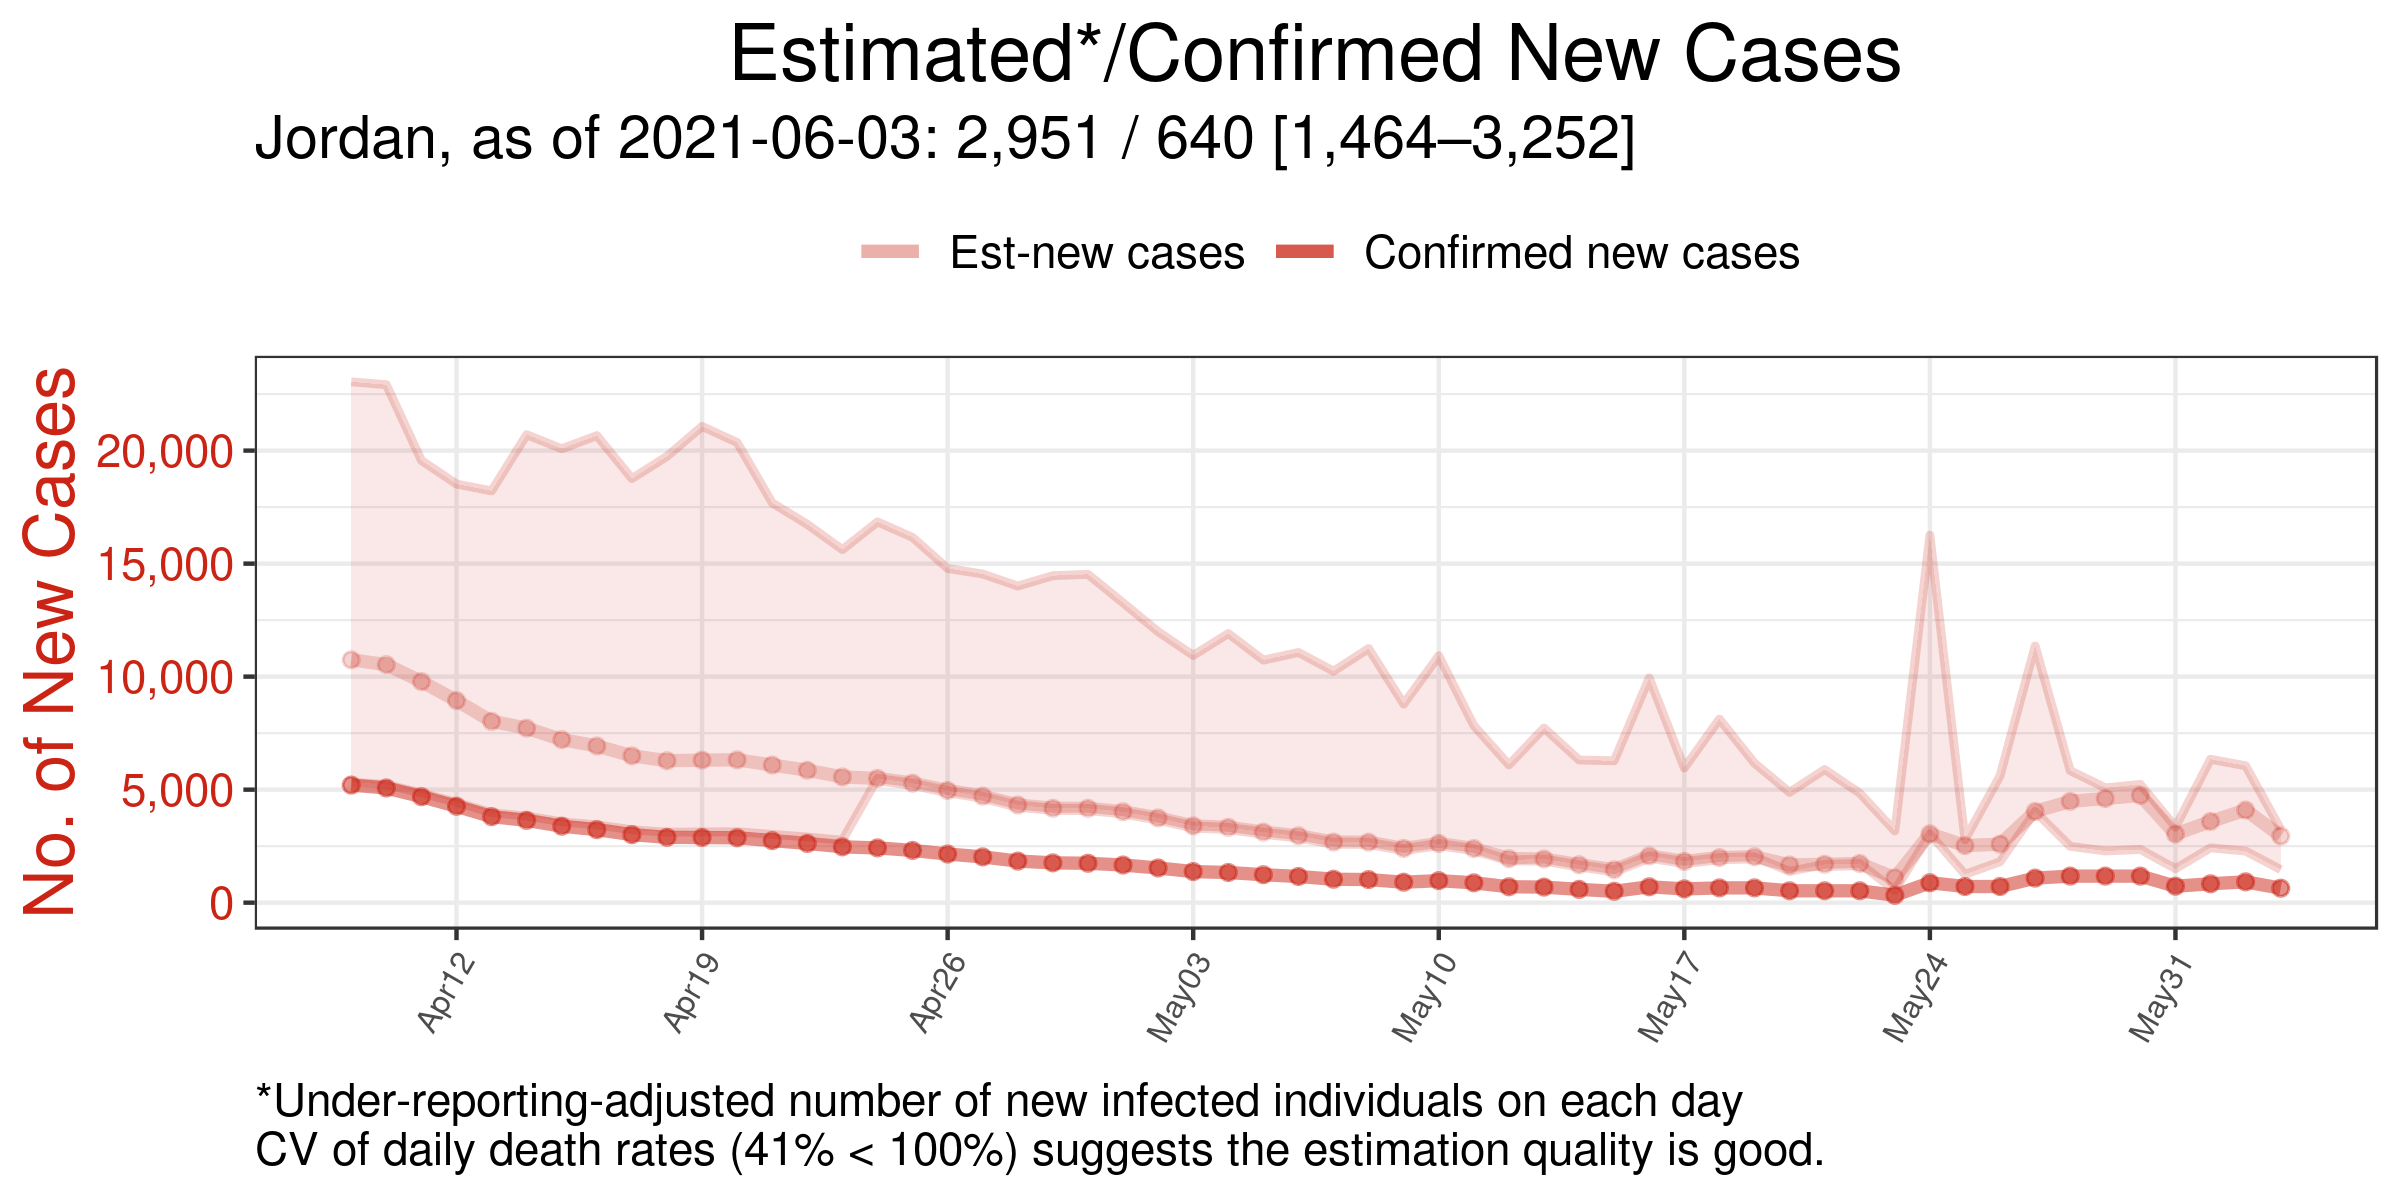 Estimated*/Confirmed New Cases
Jordan, as of 2021-06-03: 2,951 / 640 [1,464–3,252]
Est-new cases Confirmed new cases
No. of New Cases
20,000
15,000
10,000
5,000
0
Apr12 Apr19 Apr26 May03 May10 May17 May24 May31
*Under-reporting-adjusted number of new infected individuals on each day
CV of daily death rates (41% < 100%) suggests the estimation quality is good.